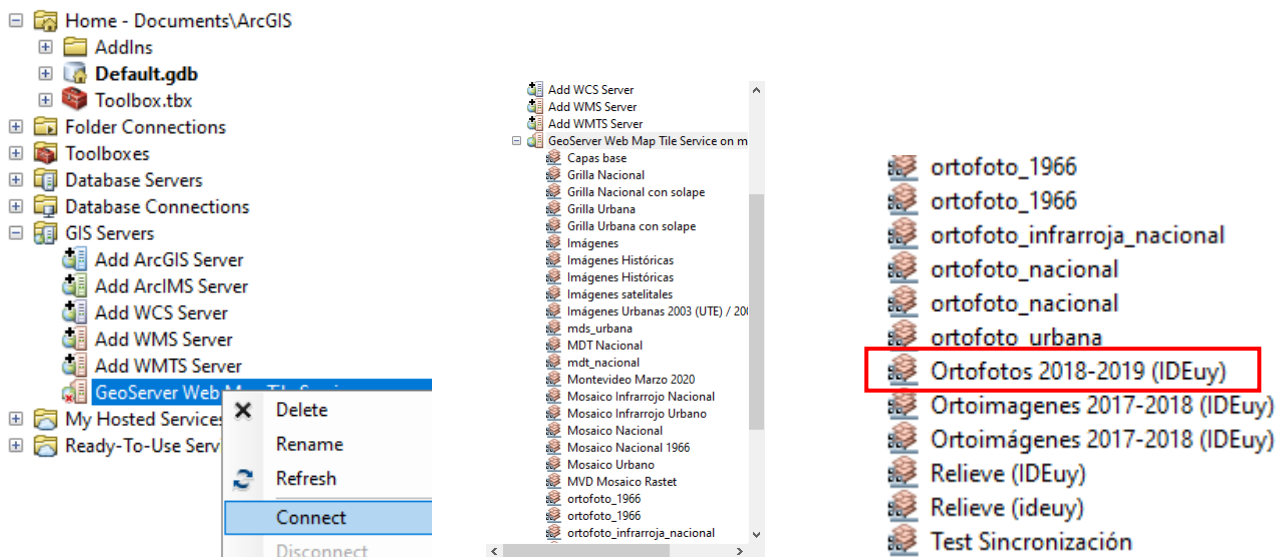 Home - Documents\ArcGIS
AddIns
Default.gdb
Toolbox.tbx
Folder Connections
Toolboxes
Database Servers
Database Connections
GIS Servers
Add ArcGIS Server
Add ArcIMS Server
Add WCS Server
Add WMS Server
Add WMTS Server
GeoServer Web Map Tile Service
My Hosted Services
Ready-To-Use Serv
Delete
Rename
Refresh
Connect
Disconnect
Add WCS Server
Add WMS Server
Add WMTS Server
GeoServer Web Map Tile Service on m
Capas base
Grilla Nacional
Grilla Nacional con solape
Grilla Urbana
Grilla Urbana con solape
Imágenes
Imágenes Históricas
Imágenes Históricas
Imágenes satelitales
Imágenes Urbanas 2003 (UTE) / 200
mds_urbana
MDT Nacional
mdt_nacional
Montevideo Marzo 2020
Mosaico Infrarrojo Nacional
Mosaico Infrarrojo Urbano
Mosaico Nacional
Mosaico Nacional 1966
Mosaico Urbano
MVD Mosaico Rastet
ortofoto_1966
ortofoto_1966
ortofoto_infrarroja_nacional
ortofoto_1966
ortofoto_1966
ortofoto_infrarroja_nacional
ortofoto_nacional
ortofoto_nacional
ortofoto_urbana
Ortofotos 2018-2019 (IDEuy)
Ortoimagenes 2017-2018 (IDEuy)
Ortoimágenes 2017-2018 (IDEuy)
Relieve (IDEuy)
Relieve (ideuy)
Test Sincronización